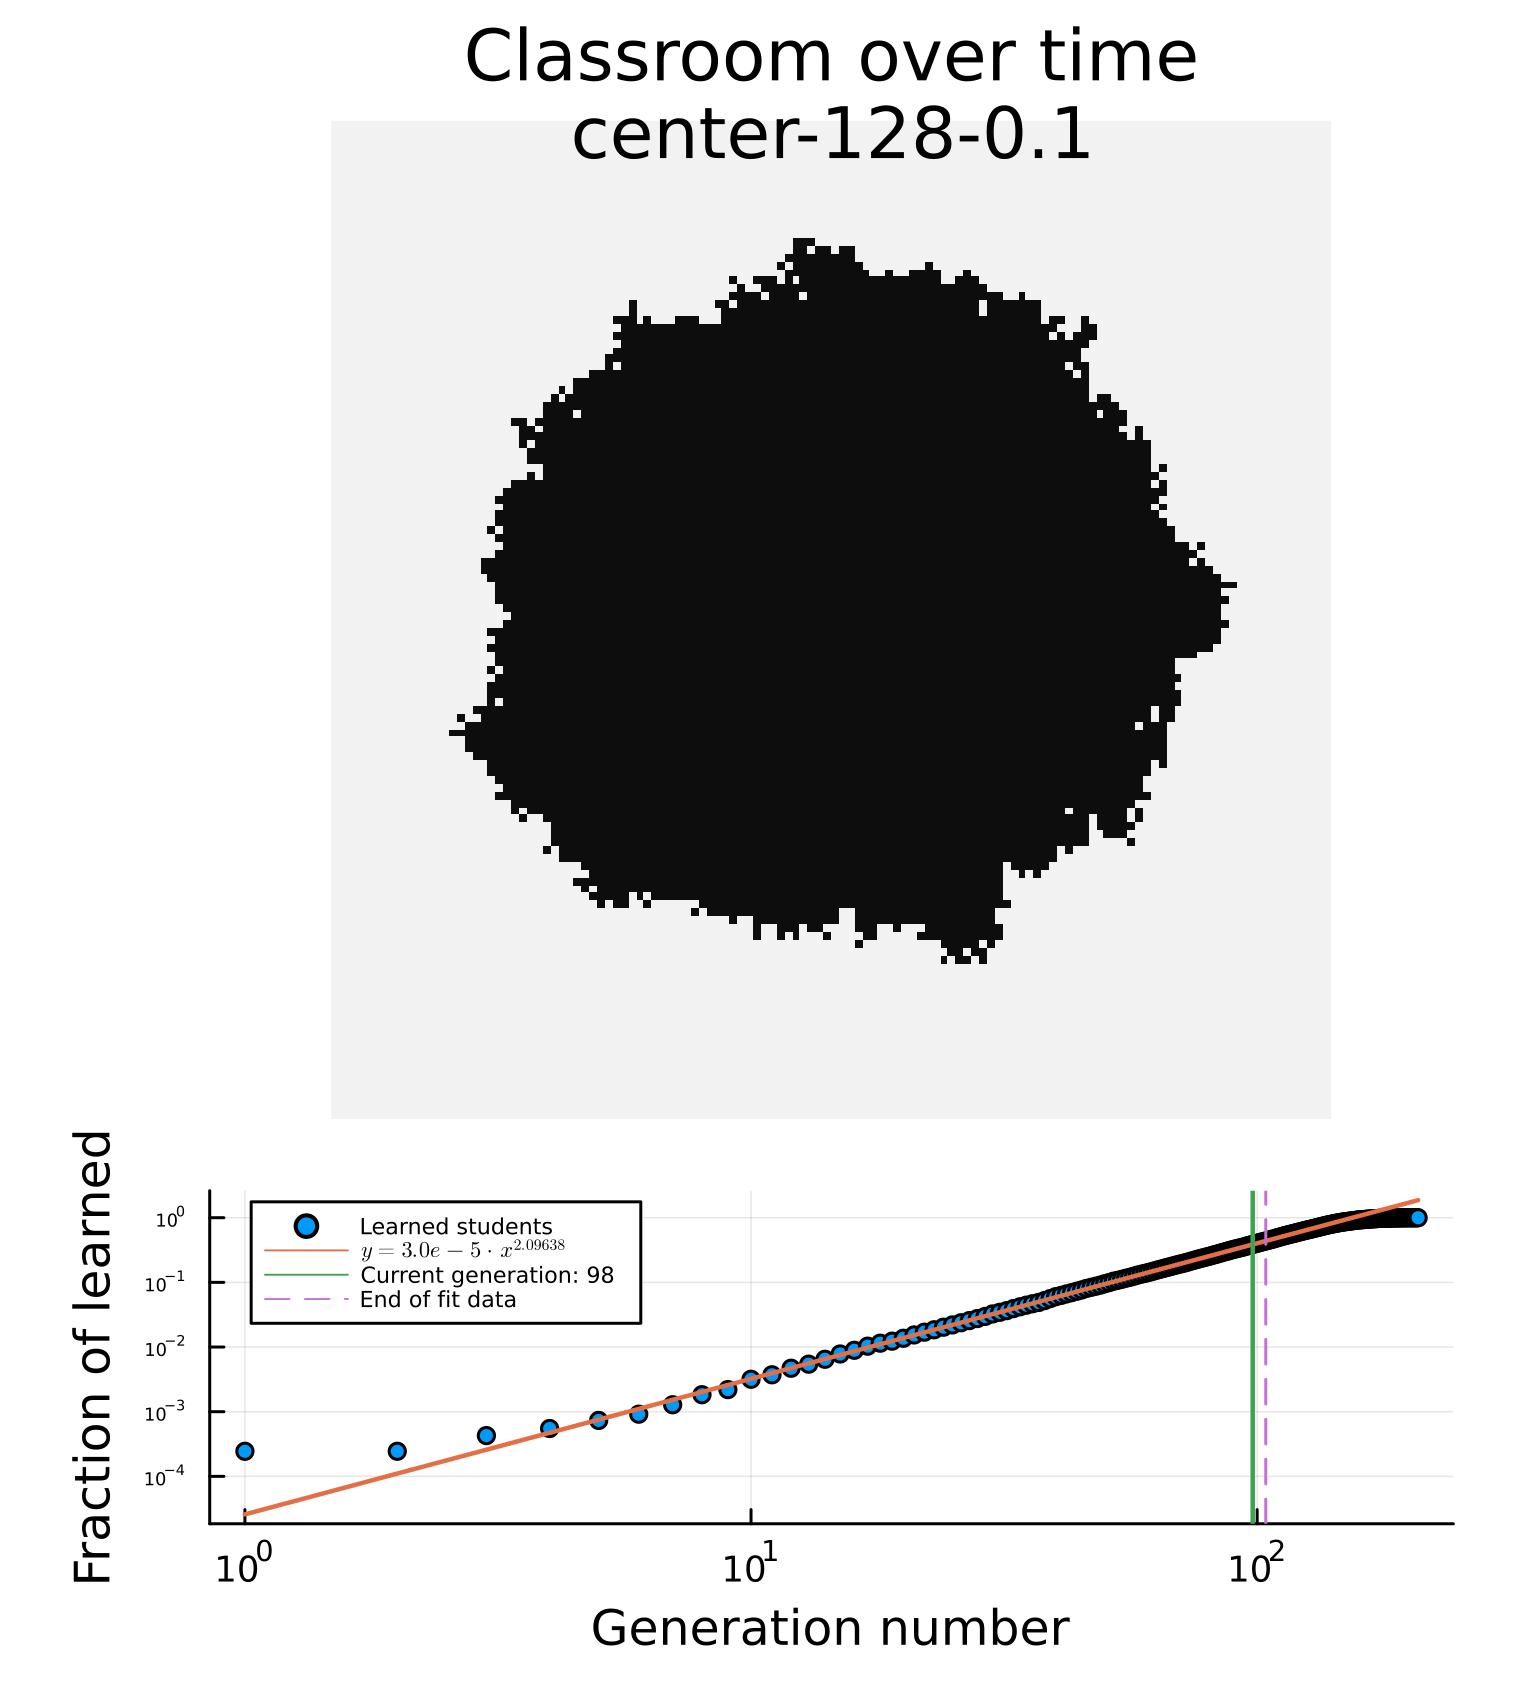 Classroom over time
center-128-0.1
Fraction of learned
10^0
10^-1
10^-2
10^-3
10^-4
Learned students
y = 3.0e − 5 · x^2.09638
Current generation: 98
End of fit data
10^0 10^1 10^2
Generation number